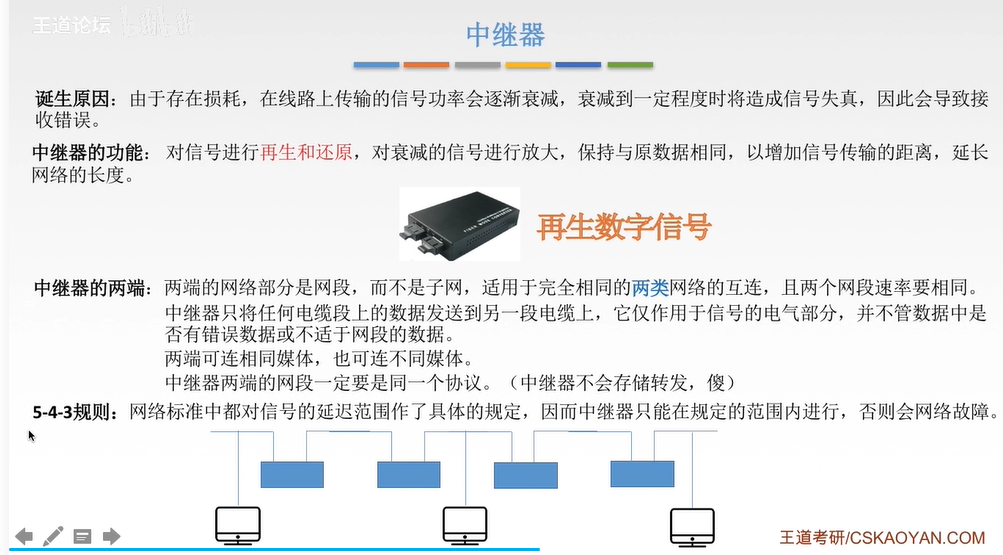 王道论坛
中继器
诞生原因：由于存在损耗，在线路上传输的信号功率会逐渐衰减，衰减到一定程度时将造成信号失真，因此会导致接
收错误。
中继器的功能： 对信号进行再生和还原，对衰减的信号进行放大，保持与原数据相同，以增加信号传输的距离，延长
网络的长度。
再生数字信号
中继器的两端：两端的网络部分是网段，而不是子网，适用于完全相同的两类网络的互连，且两个网段速率要相同。
中继器只将任何电缆段上的数据发送到另一段电缆上，它仅作用于信号的电气部分，并不管数据中是
否有错误数据或不适于网段的数据。
两端可连相同媒体，也可连不同媒体。
中继器两端的网段一定要是同一个协议。（中继器不会存储转发，傻）
5-4-3规则：网络标准中都对信号的延迟范围作了具体的规定，因而中继器只能在规定的范围内进行，否则会网络故障。
王道考研/CSKAOYAN.COM